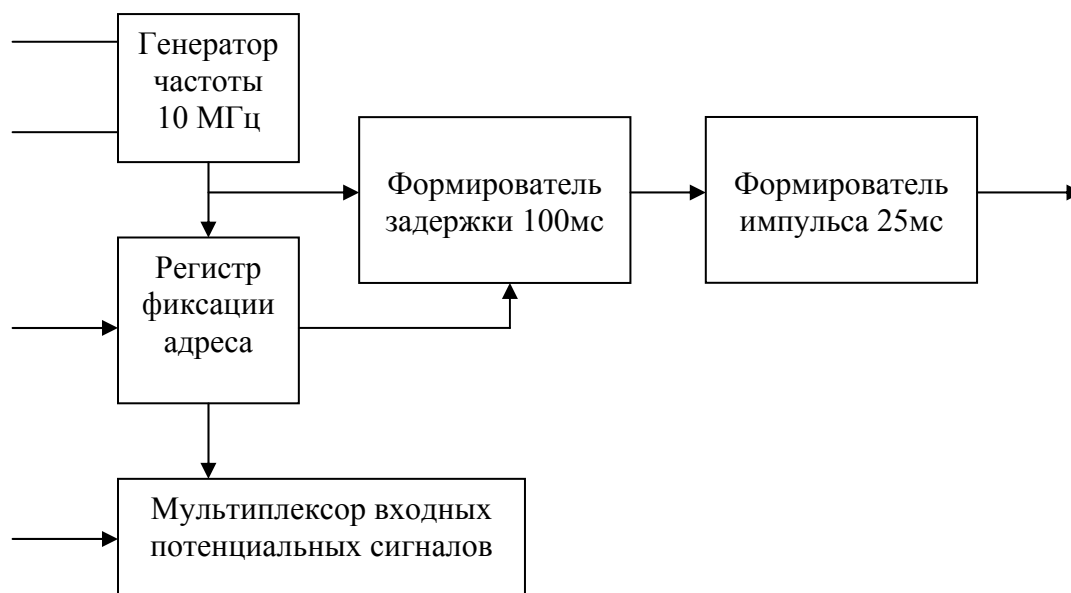 Генератор
частоты
10 МГц
Формирователь
задержки 100мс
Формирователь
импульса 25мс
Регистр
фиксации
адреса
Мультиплексор входных
потенциальных сигналов